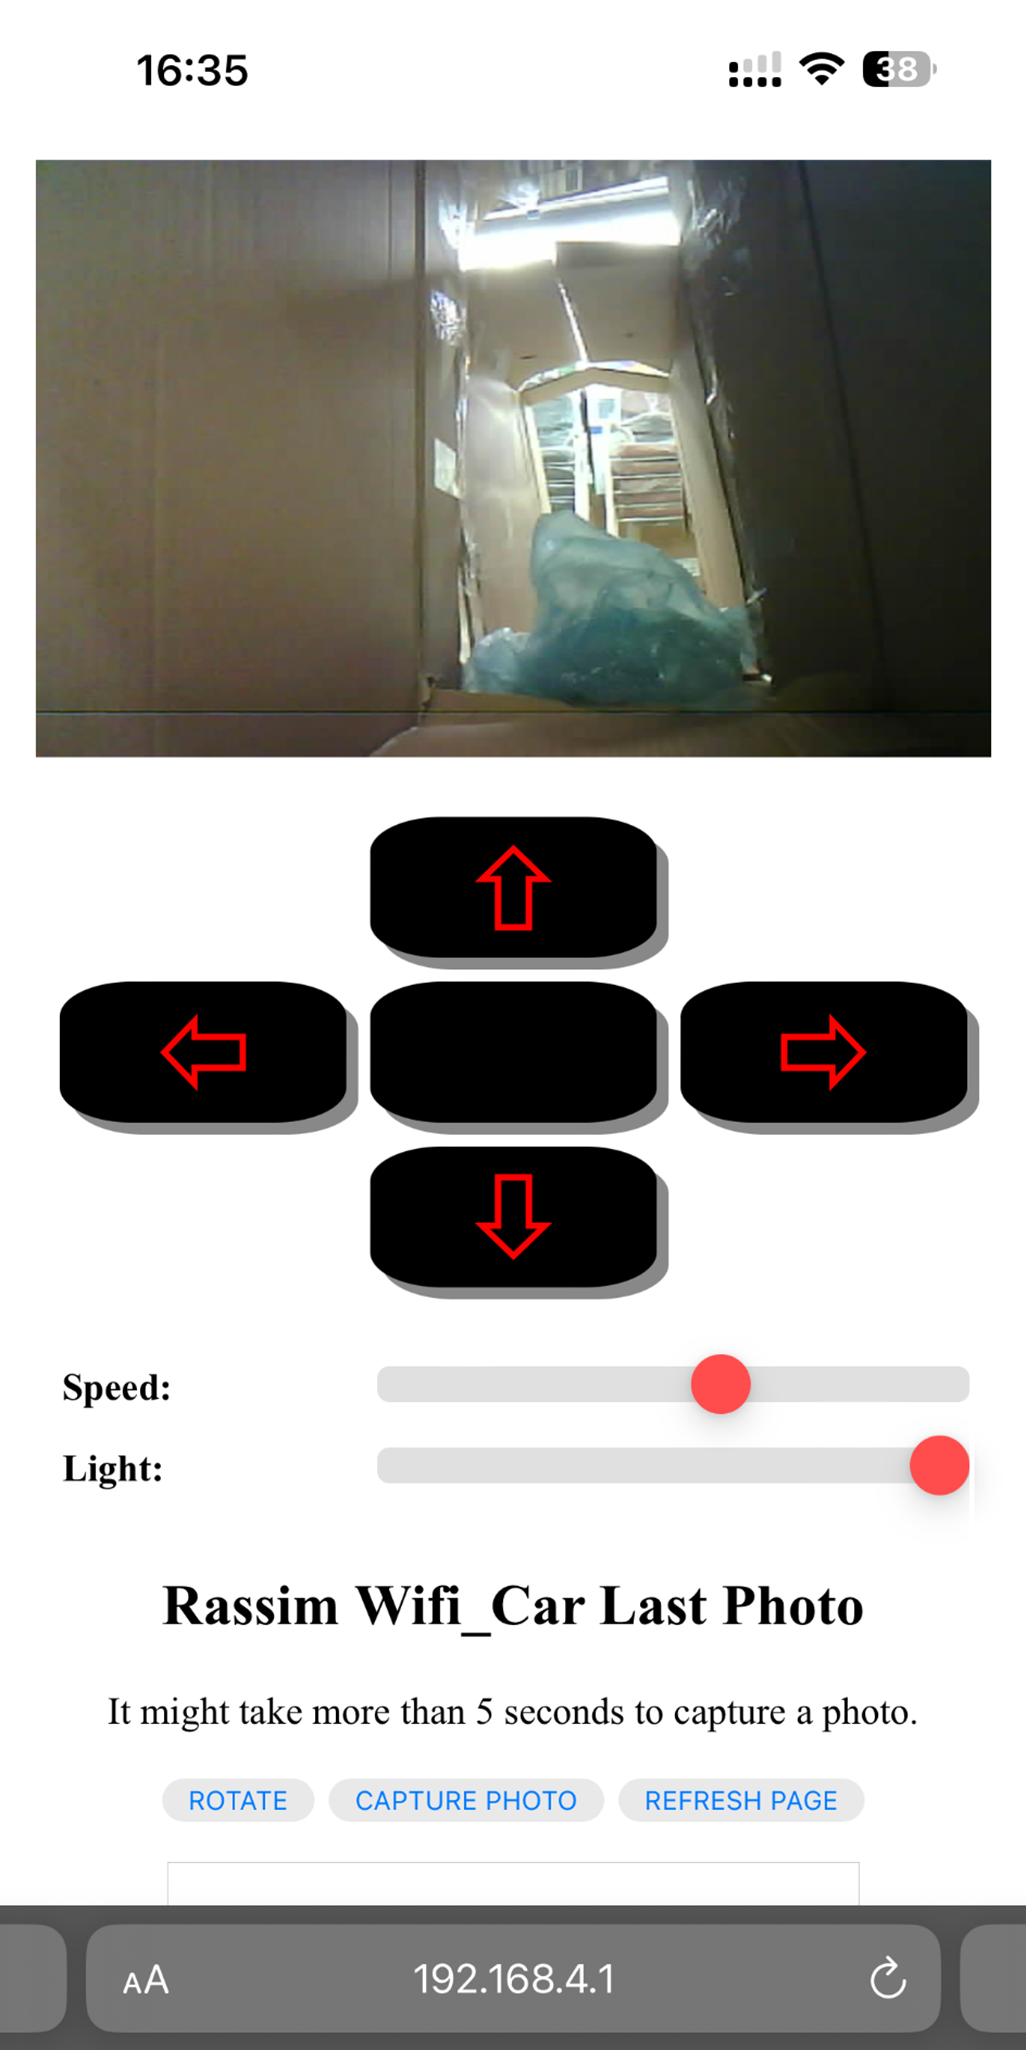 16:35
38
Speed:
Light:
Rassim Wifi_Car Last Photo
It might take more than 5 seconds to capture a photo.
ROTATE CAPTURE PHOTO REFRESH PAGE
AA 192.168.4.1